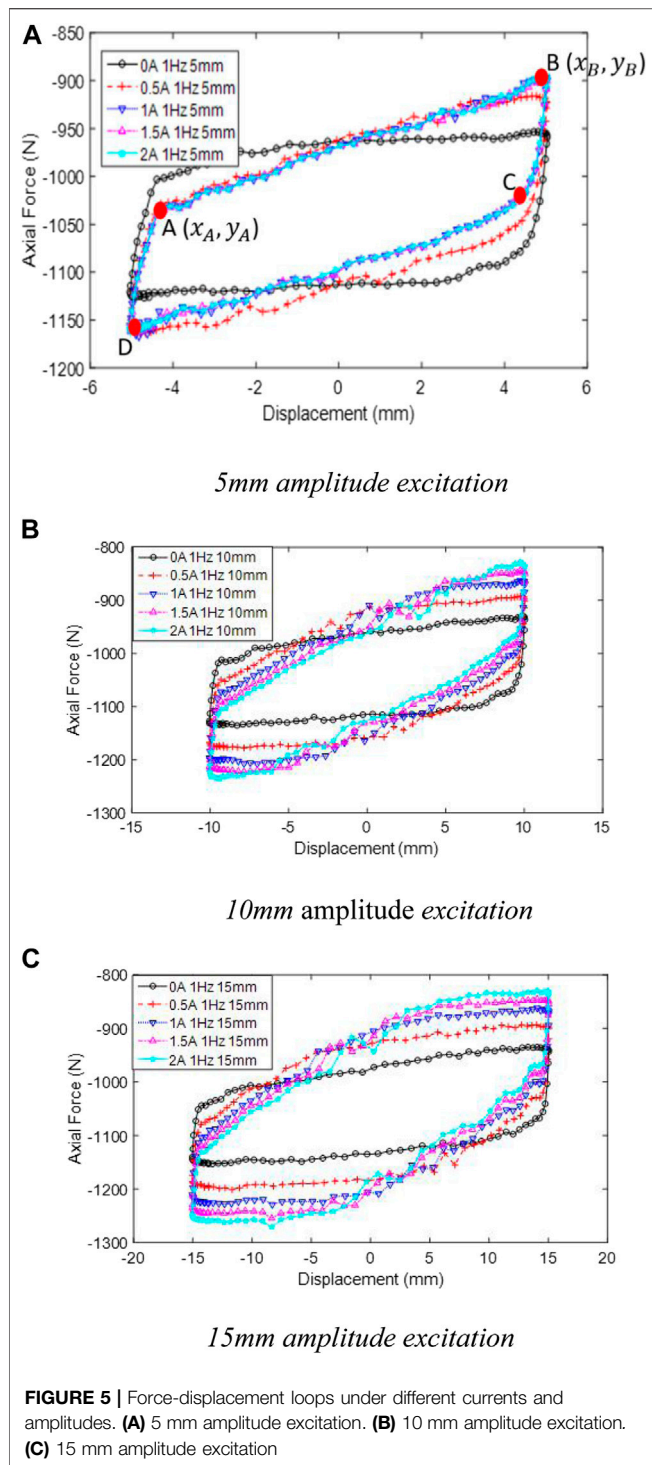 A
-850
-900
-950
-1000
-1050
-1100
-1150
-1200
Axial Force (N)
0A 1Hz 5mm
0.5A 1Hz 5mm
1A 1Hz 5mm
1.5A 1Hz 5mm
2A 1Hz 5mm
B (x_B, y_B)
C
A (x_A, y_A)
D
-6 -4 -2 0 2 4 6
Displacement (mm)
5mm amplitude excitation
B
-800
-900
-1000
-1100
-1200
-1300
Axial Force (N)
0A 1Hz 10mm
0.5A 1Hz 10mm
1A 1Hz 10mm
1.5A 1Hz 10mm
2A 1Hz 10mm
-15 -10 -5 0 5 10 15
Displacement (mm)
10mm amplitude excitation
C
-800
-900
-1000
-1100
-1200
-1300
Axial Force (N)
0A 1Hz 15mm
0.5A 1Hz 15mm
1A 1Hz 15mm
1.5A 1Hz 15mm
2A 1Hz 15mm
-20 -15 -10 -5 0 5 10 15 20
Displacement (mm)
15mm amplitude excitation
FIGURE 5 | Force-displacement loops under different currents and
amplitudes. (A) 5 mm amplitude excitation. (B) 10 mm amplitude excitation.
(C) 15 mm amplitude excitation